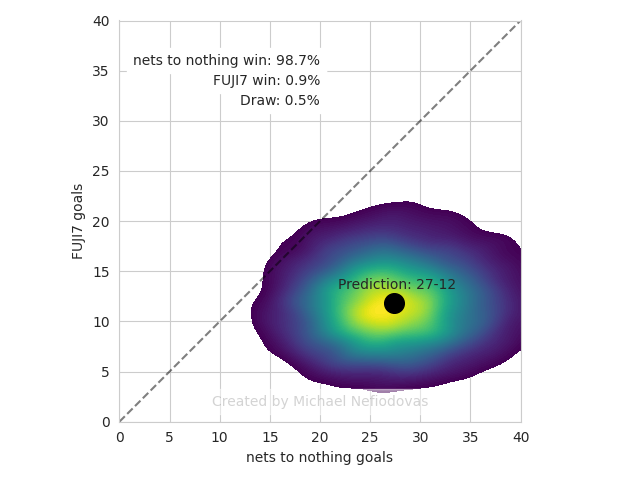 40
35
30
25
20
15
10
5
0
FUJI7 goals
nets to nothing win: 98.7%
FUJI7 win: 0.9%
Draw: 0.5%
Prediction: 27-12
Created by Michael Nefiodovas
0 5 10 15 20 25 30 35 40
nets to nothing goals